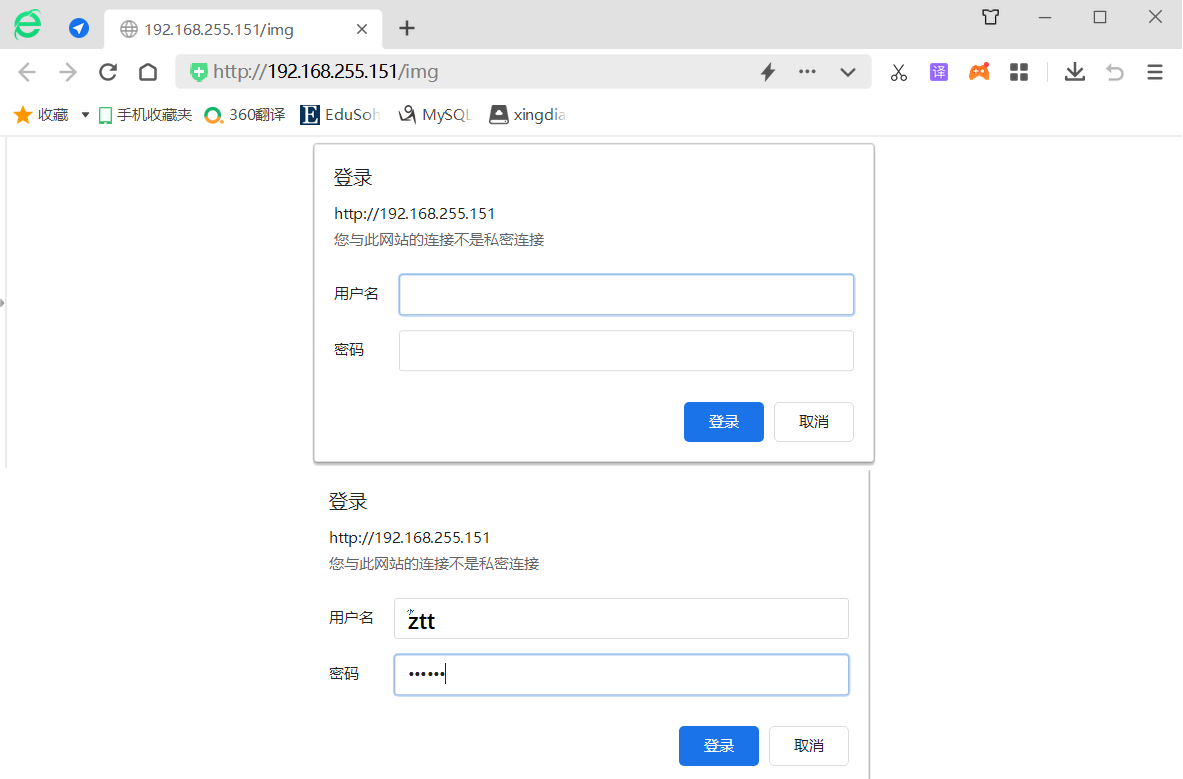 192.168.255.151/img
http://192.168.255.151/img
译
收藏 手机收藏夹 360翻译 EduSoh MySQL xingdia
登录
http://192.168.255.151
您与此网站的连接不是私密连接
用户名
密码
登录 取消
登录
http://192.168.255.151
您与此网站的连接不是私密连接
用户名 ztt
密码 ••••••
登录 取消